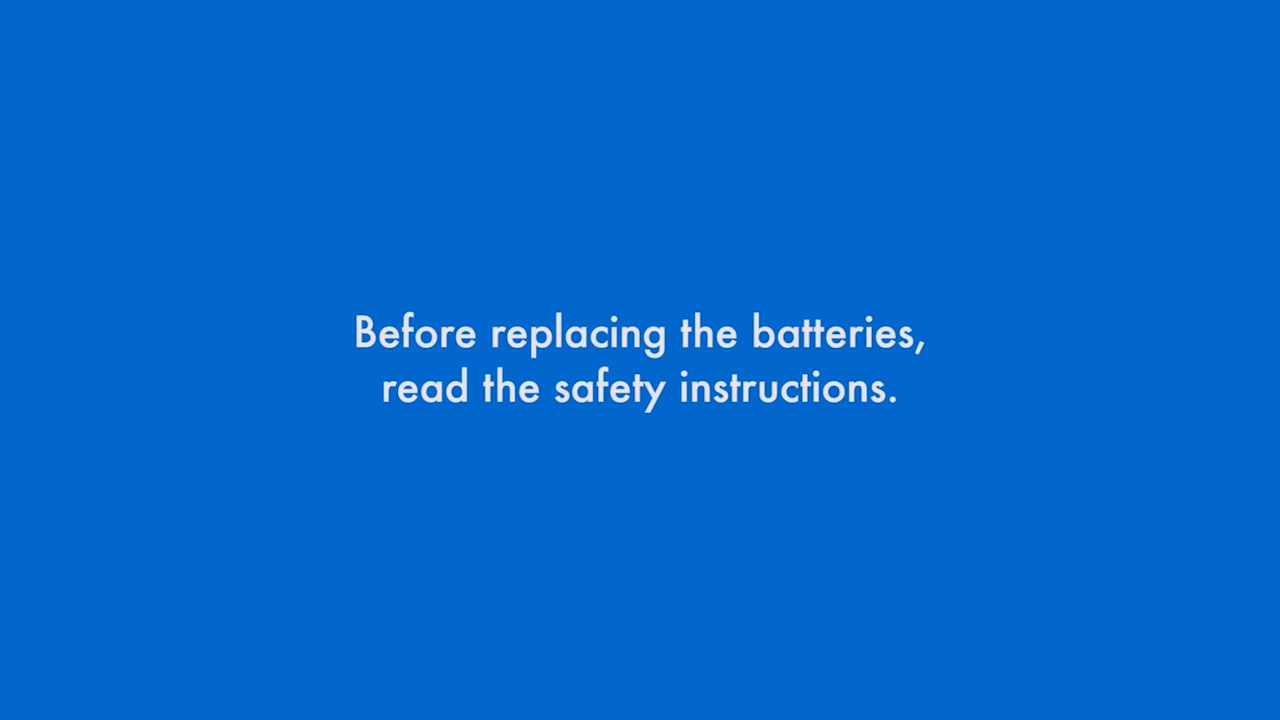 Before replacing the batteries,
read the safety instructions.